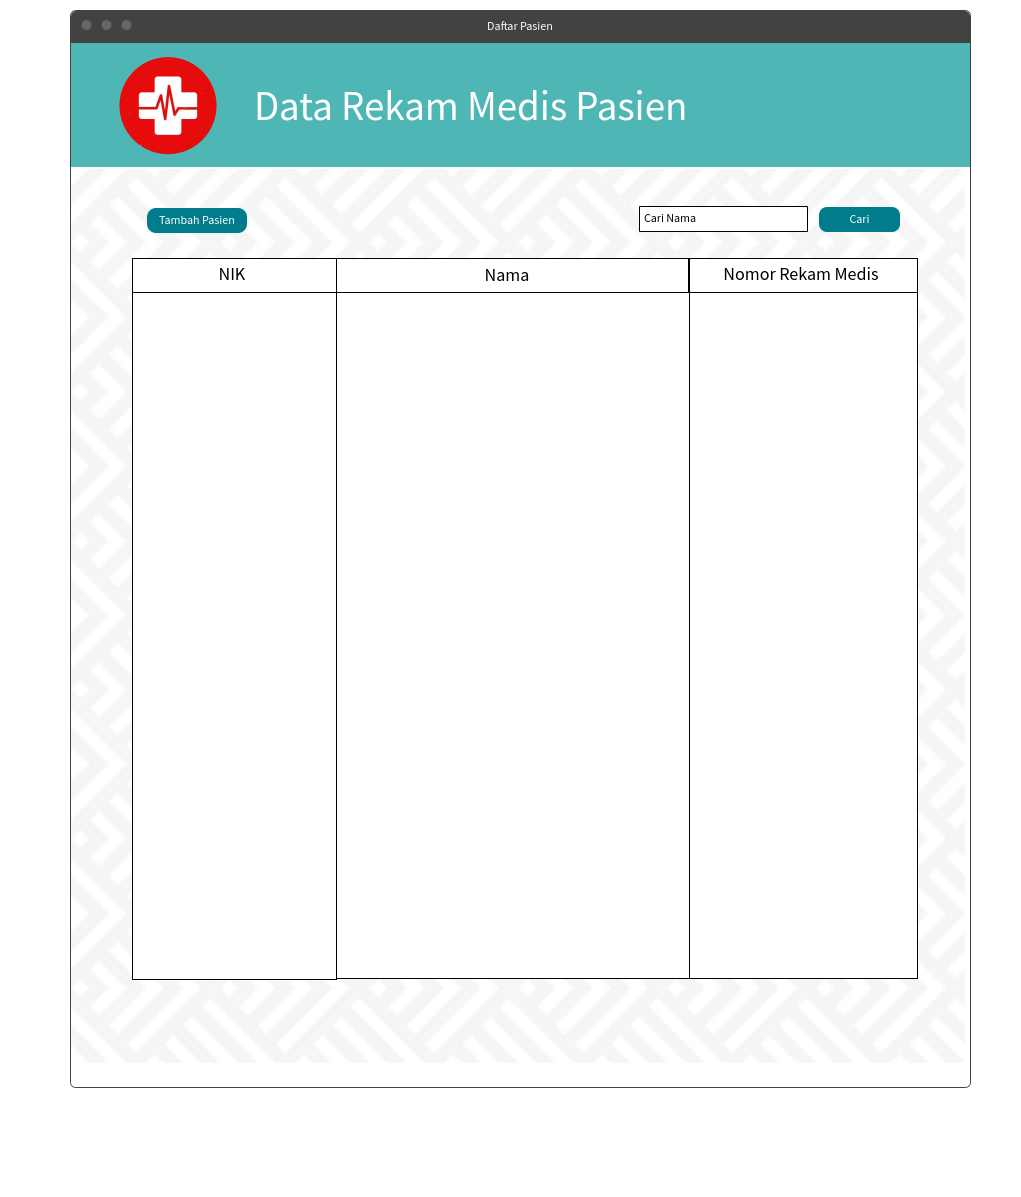 Daftar Pasien
Data Rekam Medis Pasien
Tambah Pasien
Cari Nama
Cari
NIK
Nama
Nomor Rekam Medis